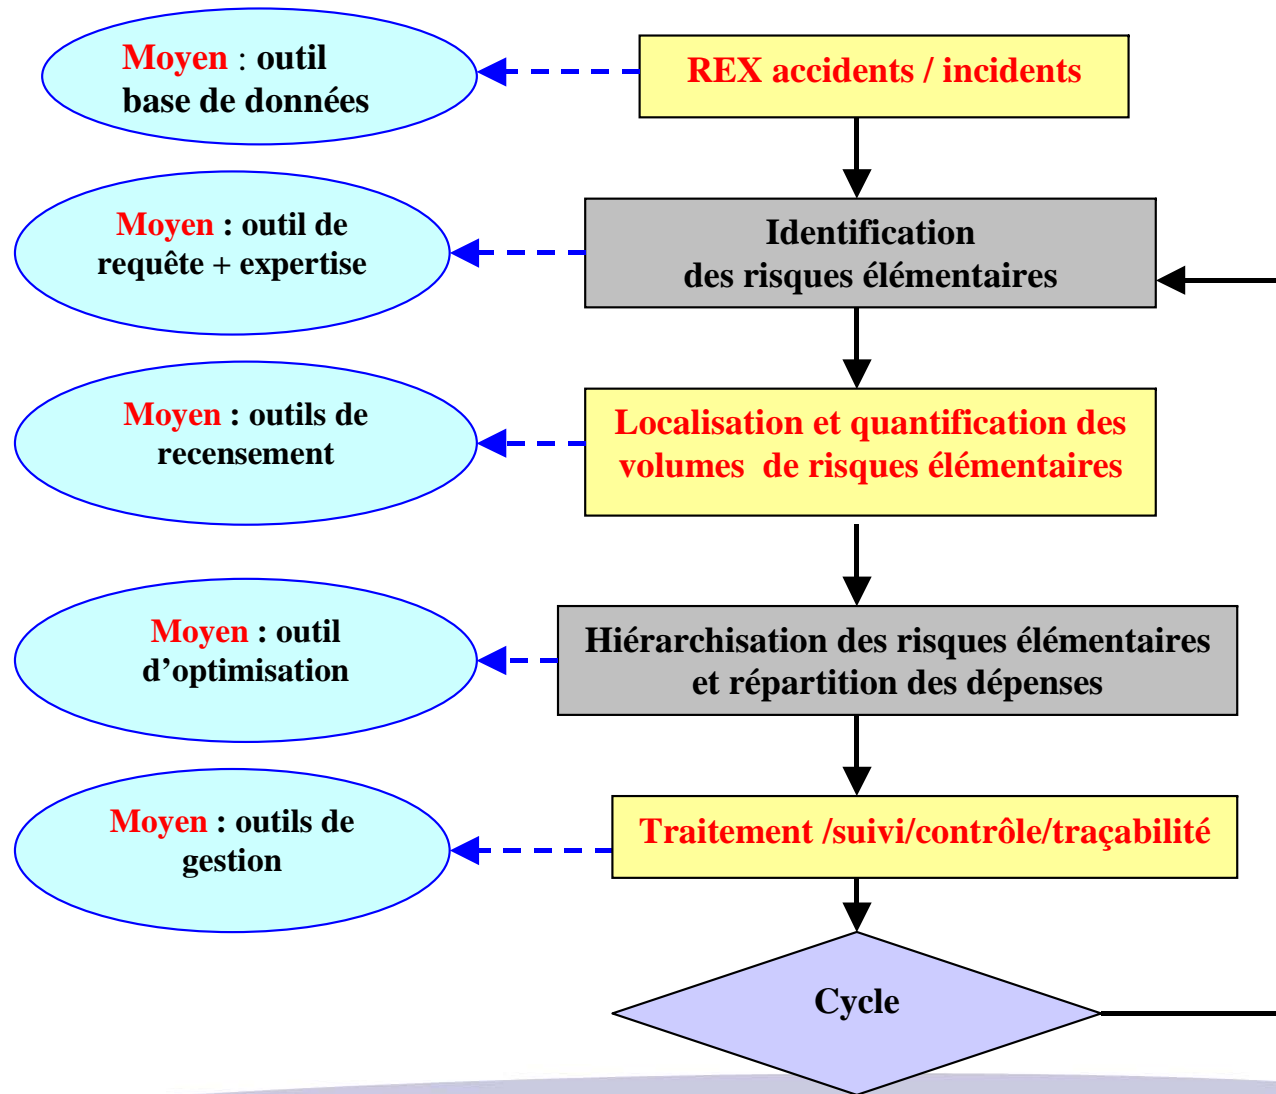 Moyen : outil
base de données
REX accidents / incidents
Moyen : outil de
requête + expertise
Identification
des risques élémentaires
Moyen : outils de
recensement
Localisation et quantification des
volumes de risques élémentaires
Moyen : outil
d’optimisation
Hiérarchisation des risques élémentaires
et répartition des dépenses
Moyen : outils de
gestion
Traitement /suivi/contrôle/traçabilité
Cycle